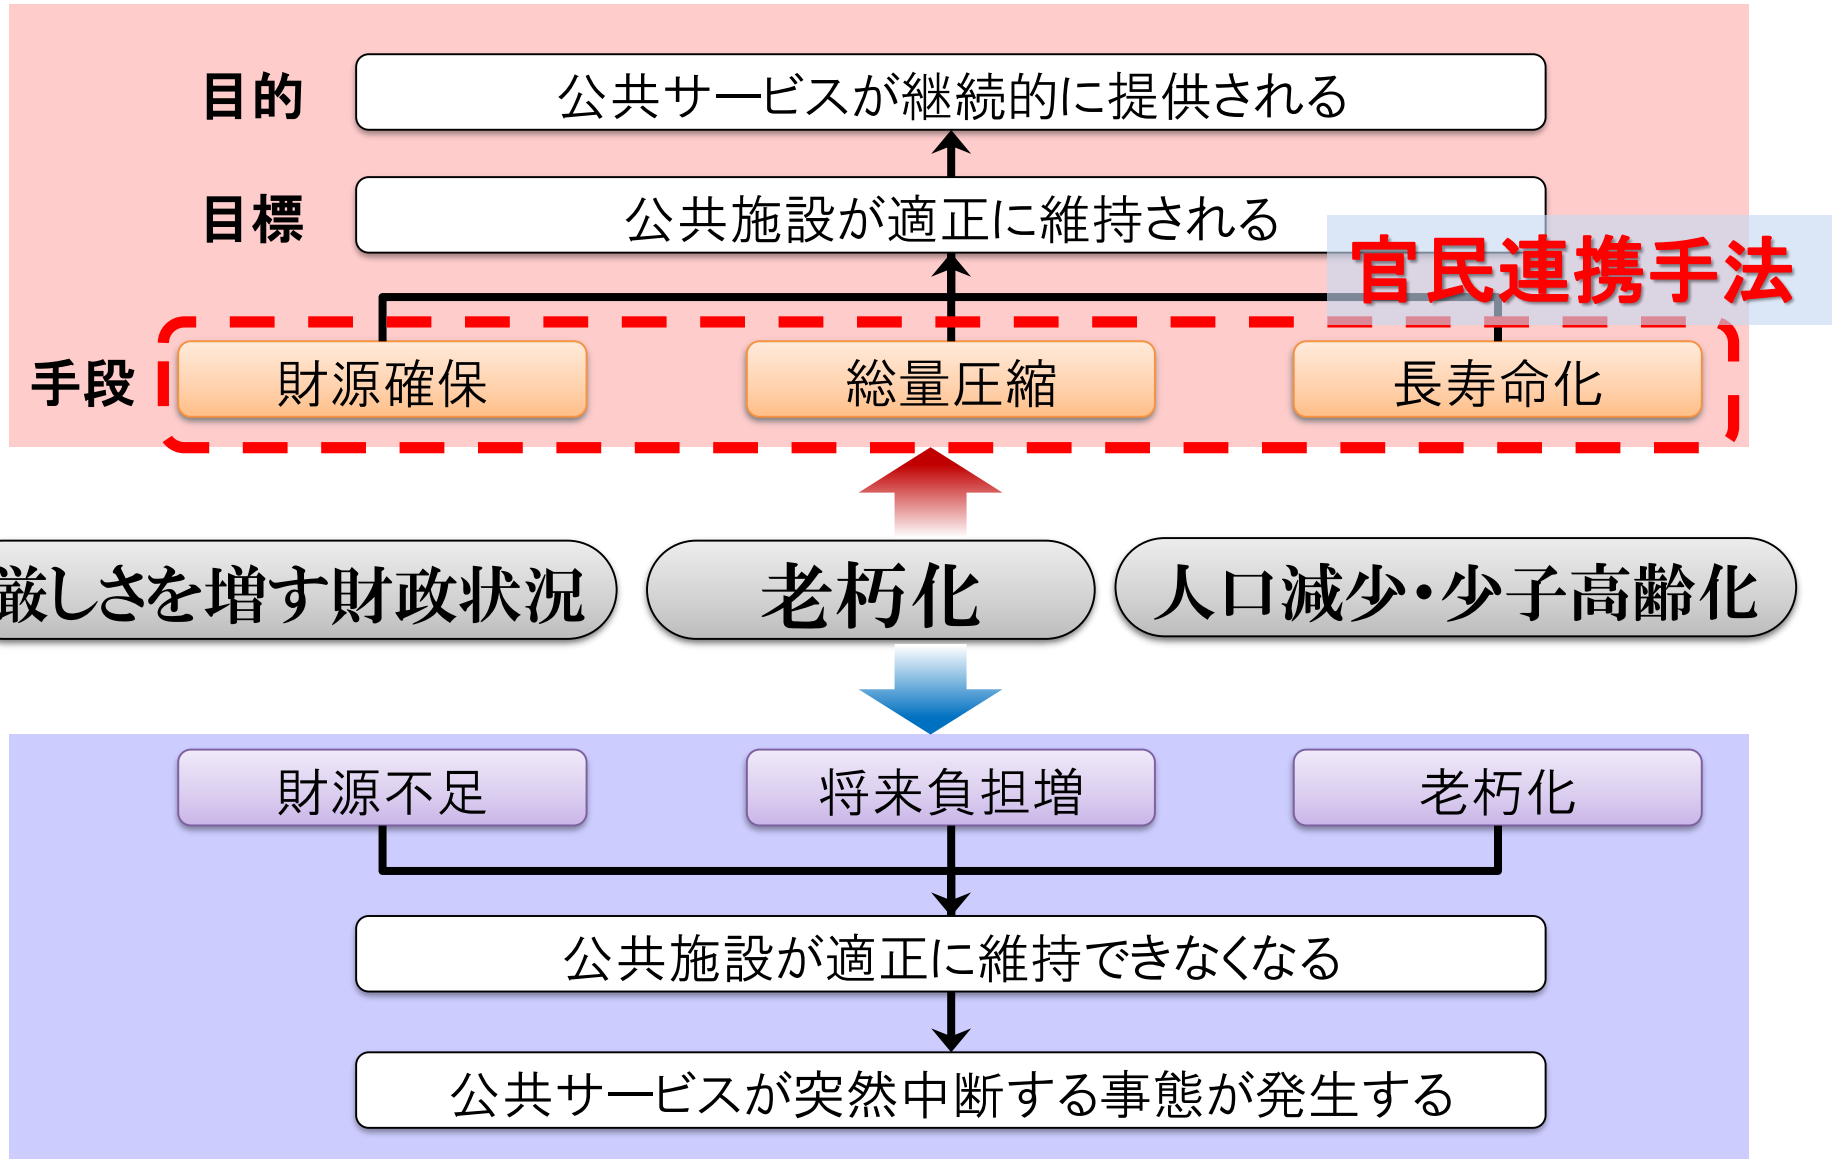 目的
公共サービスが継続的に提供される
目標
公共施設が適正に維持される
官民連携手法
手段
財源確保
総量圧縮
長寿命化
厳しさを増す財政状況
老朽化
人口減少・少子高齢化
財源不足
将来負担増
老朽化
公共施設が適正に維持できなくなる
公共サービスが突然中断する事態が発生する